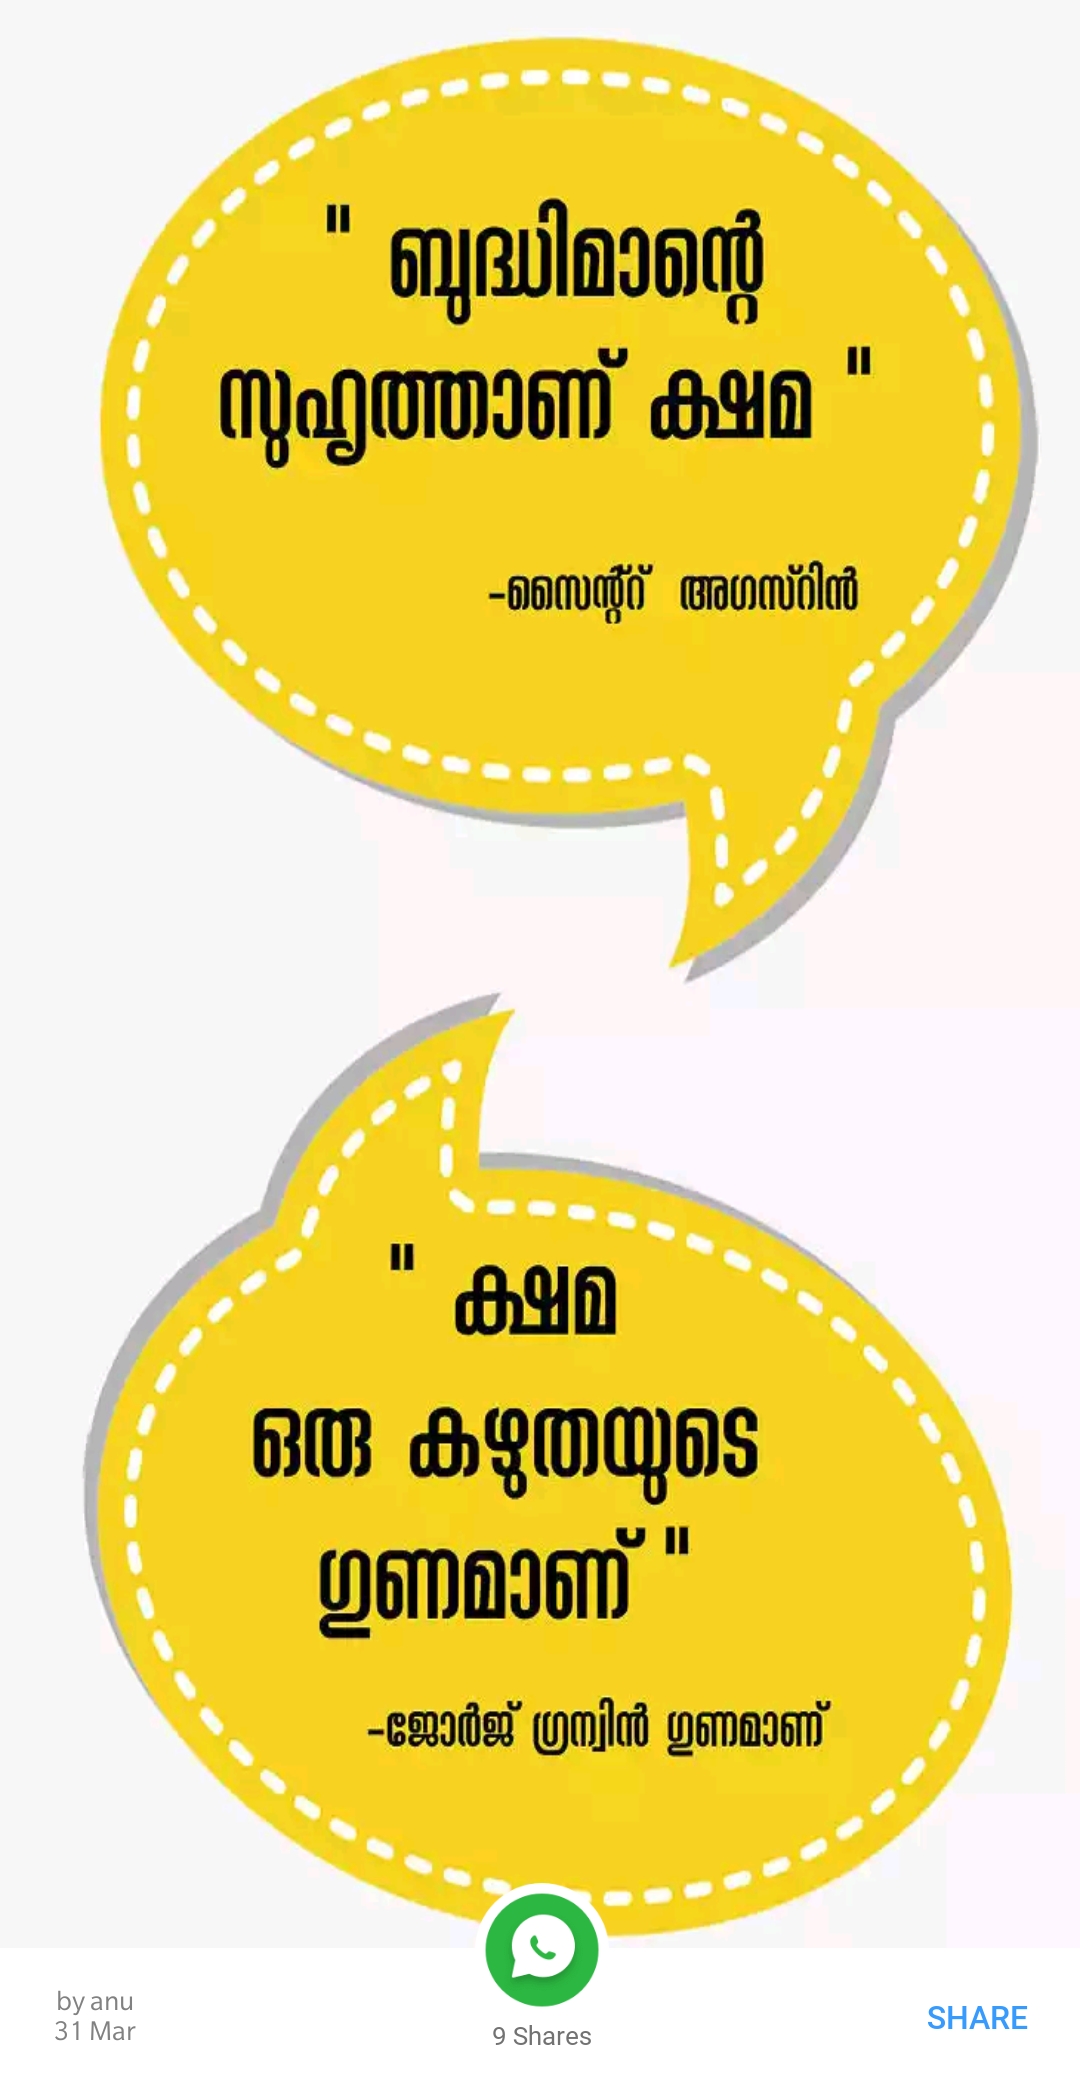 " ബുദ്ധിമാന്റെ
സുഹൃത്താണ് ക്ഷമ "
-സൈന്റ്റ് അഗസ്റിൻ
" ക്ഷമ
ഒരു കഴുതയുടെ
ഗുണമാണ് "
-ജോർജ് ഗ്രന്വിൻ ഗുണമാണ്
by anu
31 Mar
9 Shares
SHARE